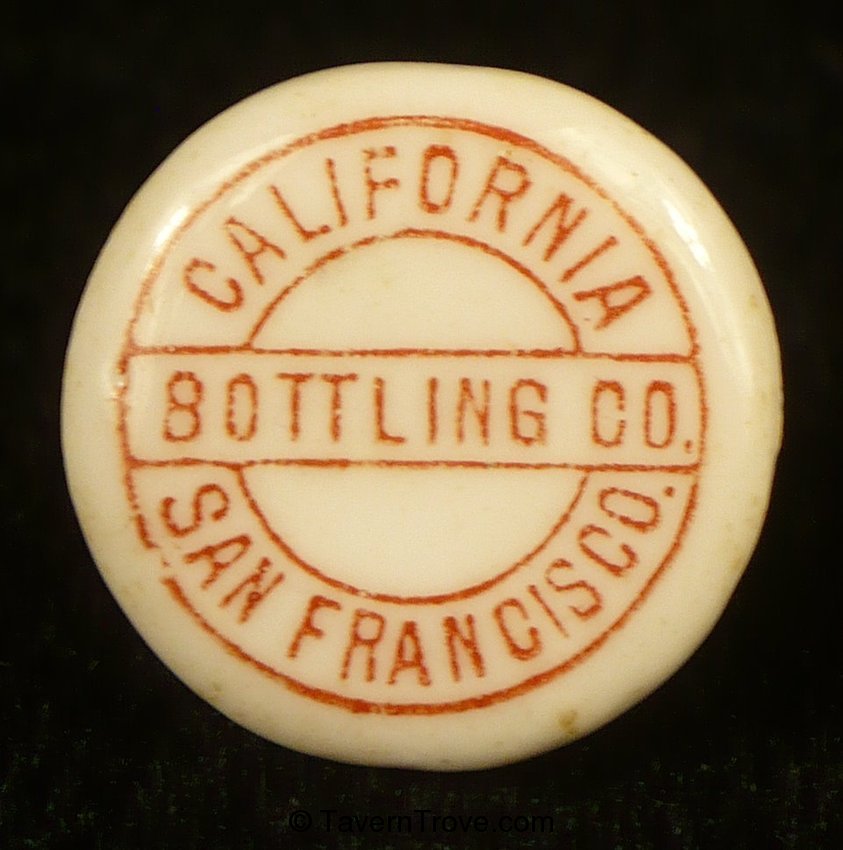 CALIFORNIA
BOTTLING CO.
SAN FRANCISCO.
© TavernTrove.com